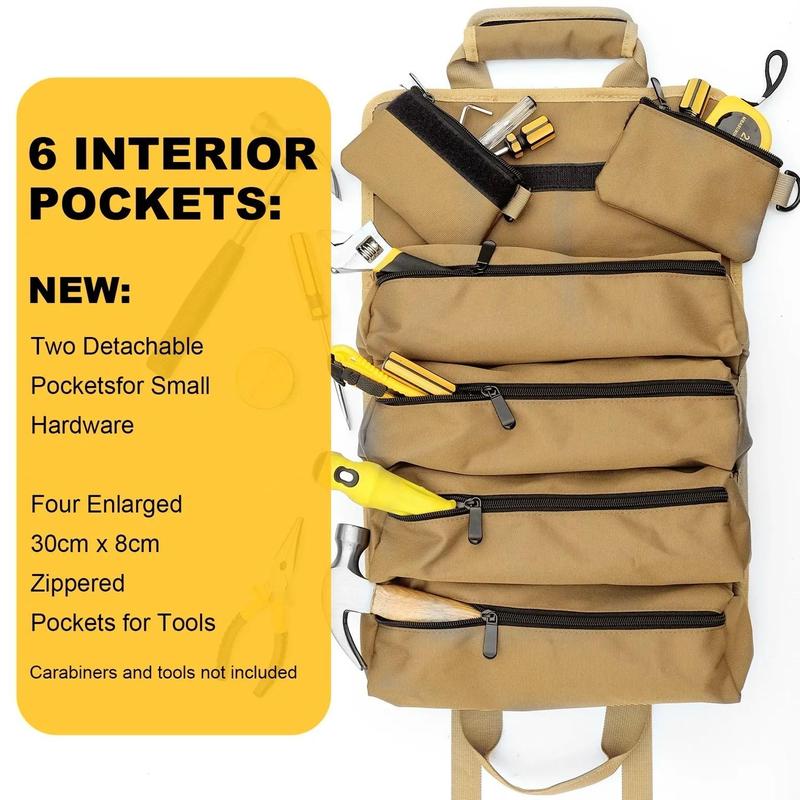 6 INTERIOR
POCKETS:
NEW:
Two Detachable
Pocketsfor Small
Hardware
Four Enlarged
30cm x 8cm
Zippered
Pockets for Tools
Carabiners and tools not included